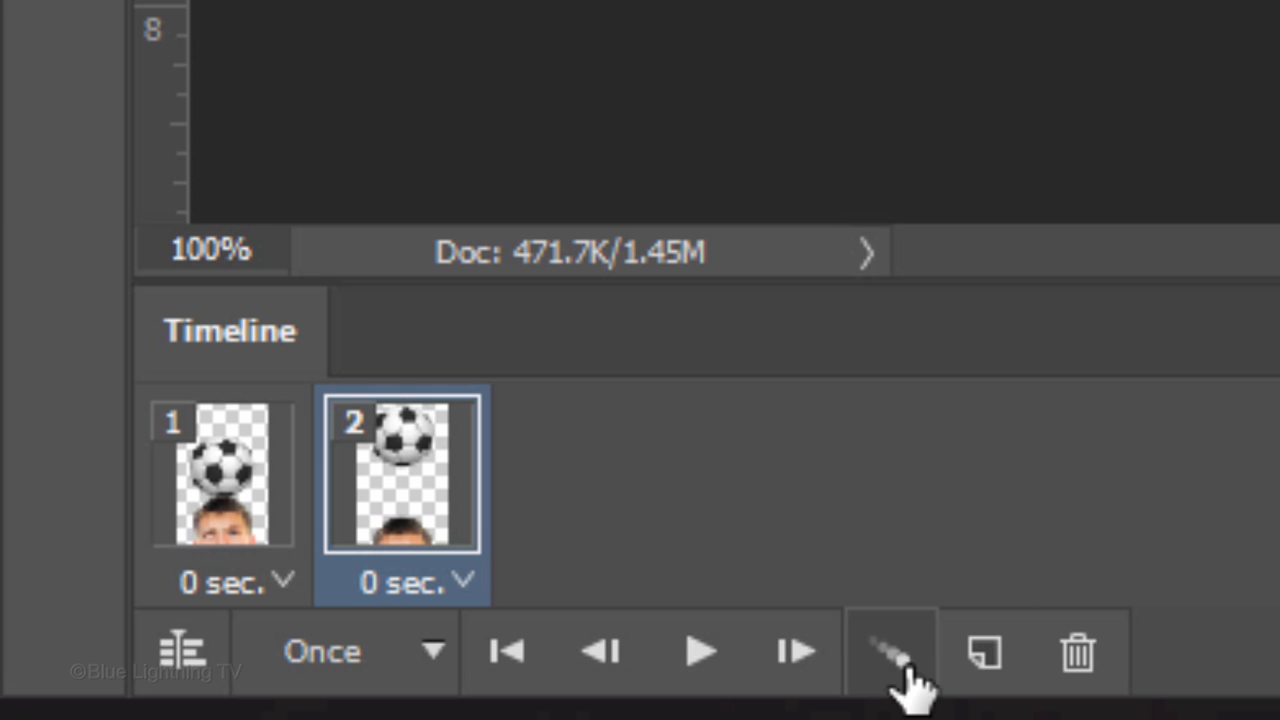 8
100%
Doc: 471.7K/1.45M
Timeline
1
2
0 sec.
0 sec.
Once
©Blue Lightning TV